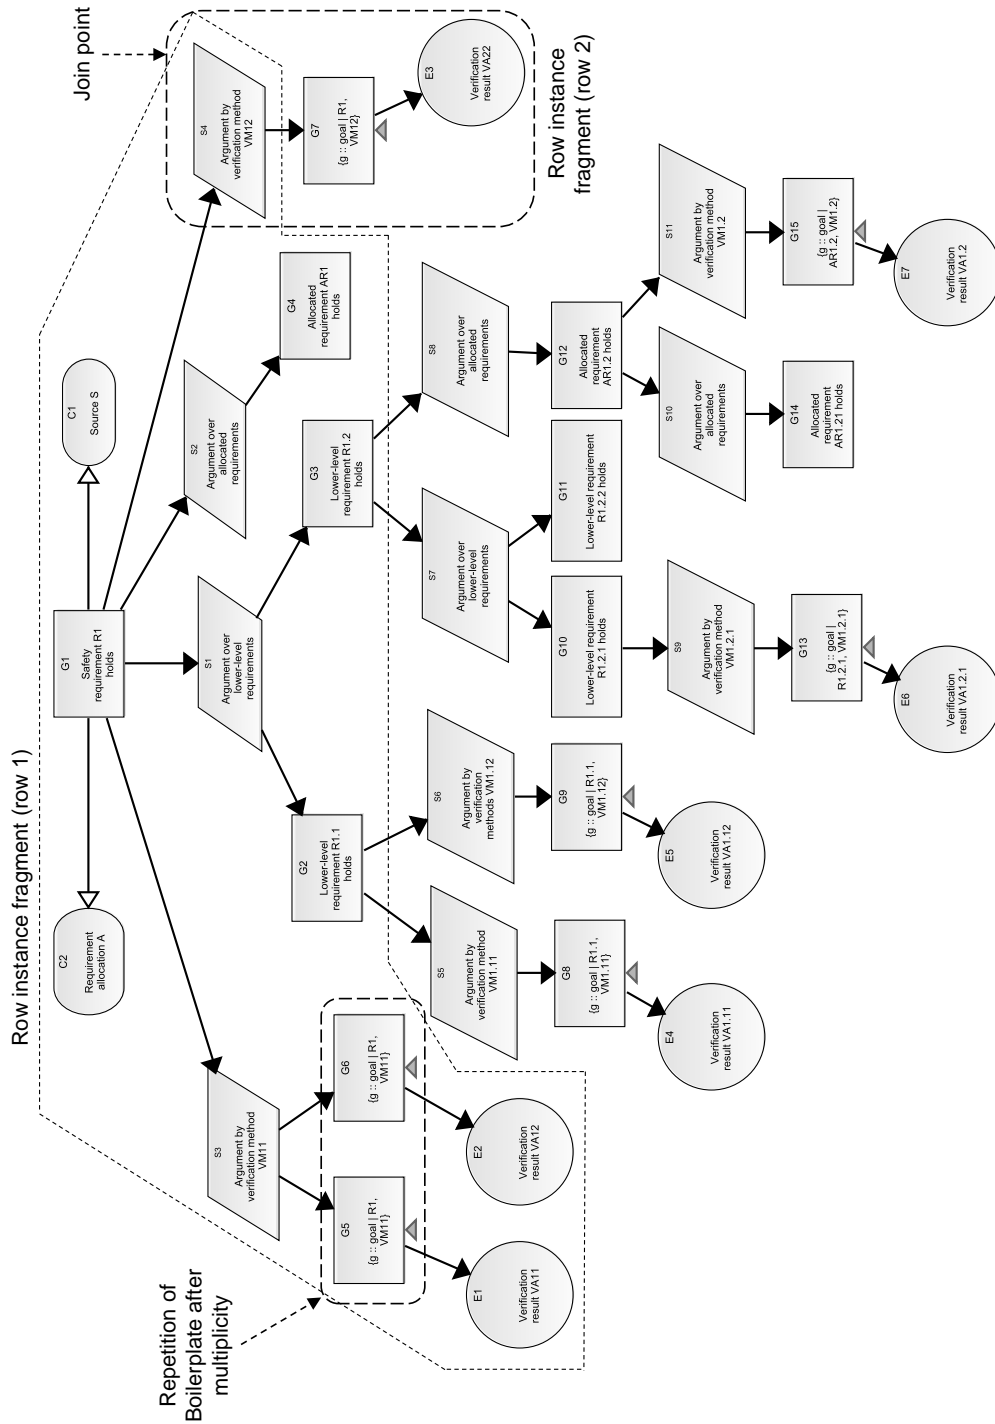 Row instance fragment (row 1)
Join point
C2
Requirement
allocation A
G1
Safety
requirement R1
holds
C1
Source S
S3
Argument by
verification method
VM11
S1
Argument over
lower-level
requirements
S2
Argument over
allocated
requirements
S4
Argument by
verification method
VM12
G5
{g :: goal | R1,
VM11}
G6
{g :: goal | R1,
VM11}
G2
Lower-level
requirement R1.1
holds
G3
Lower-level
requirement R1.2
holds
G4
Allocated
requirement AR1
holds
G7
{g :: goal | R1,
VM12}
Repetition of
Boilerplate after
multiplicity
E1
Verification
result VA11
E2
Verification
result VA12
S5
Argument by
verification method
VM1.11
S6
Argument by
verification
methods VM1.12
S7
Argument over
lower-level
requirements
S8
Argument over
allocated
requirements
E3
Verification
result VA22
Row instance
fragment (row 2)
G8
{g :: goal | R1.1,
VM1.11}
G9
{g :: goal | R1.1,
VM1.12}
G10
Lower-level requirement
R1.2.1 holds
G11
Lower-level requirement
R1.2.2 holds
G12
Allocated
requirement
AR1.2 holds
E4
Verification
result VA1.11
E5
Verification
result VA1.12
S9
Argument by
verification method
VM1.2.1
S10
Argument over
allocated
requirements
S11
Argument by
verification method
VM1.2
G13
{g :: goal |
R1.2.1, VM1.2.1}
G14
Allocated
requirement
AR1.21 holds
G15
{g :: goal |
AR1.2, VM1.2}
E6
Verification
result VA1.2.1
E7
Verification
result VA1.2